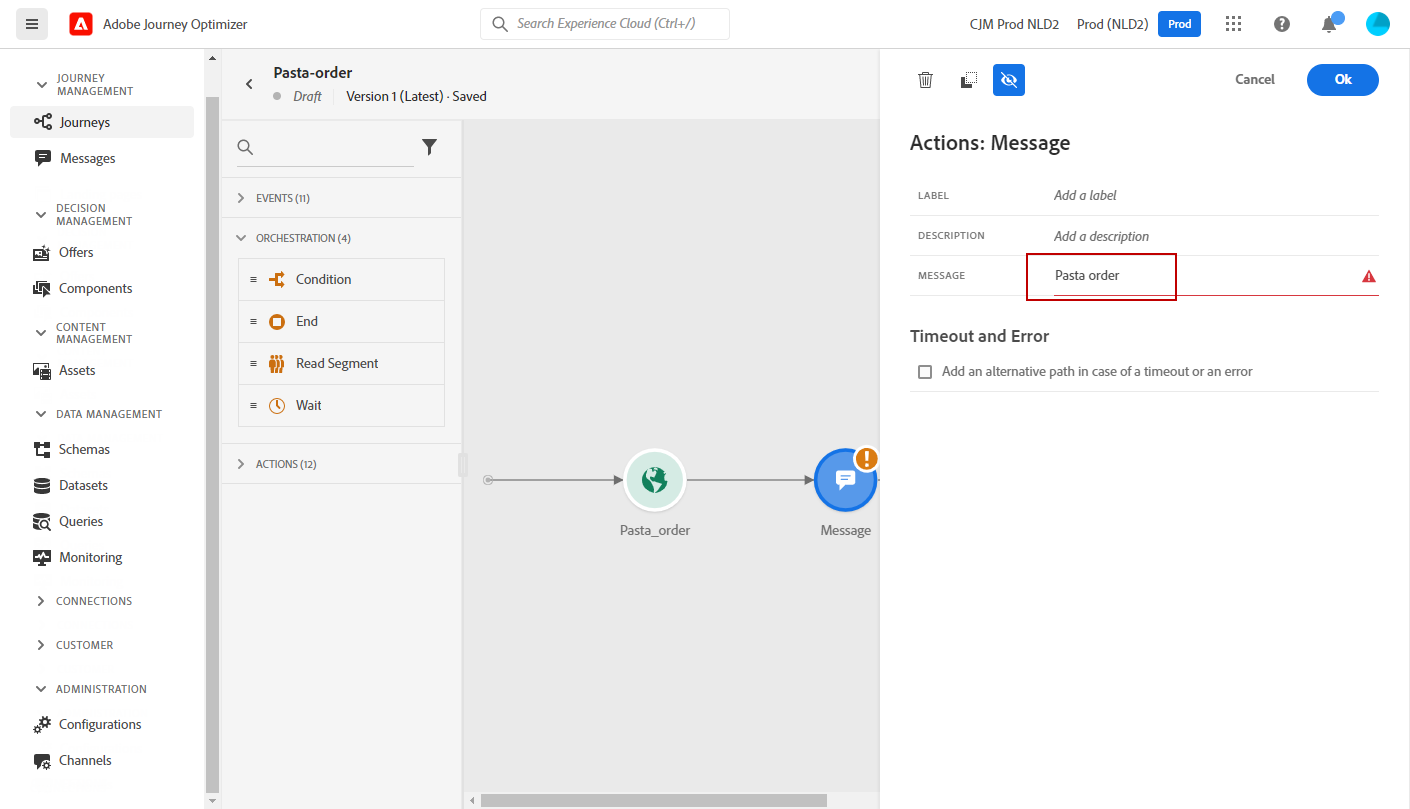 Adobe Journey Optimizer
Search Experience Cloud (Ctrl+/)
CJM Prod NLD2
Prod (NLD2)
Prod
JOURNEY
MANAGEMENT
Journeys
Messages
DECISION
MANAGEMENT
Offers
Components
CONTENT
MANAGEMENT
Assets
DATA MANAGEMENT
Schemas
Datasets
Queries
Monitoring
CONNECTIONS
CUSTOMER
ADMINISTRATION
Configurations
Channels
Pasta-order
Draft
Version 1 (Latest) · Saved
EVENTS (11)
ORCHESTRATION (4)
Condition
End
Read Segment
Wait
ACTIONS (12)
Pasta_order
Message
Cancel
Ok
Actions: Message
LABEL
Add a label
DESCRIPTION
Add a description
MESSAGE
Pasta order
Timeout and Error
Add an alternative path in case of a timeout or an error